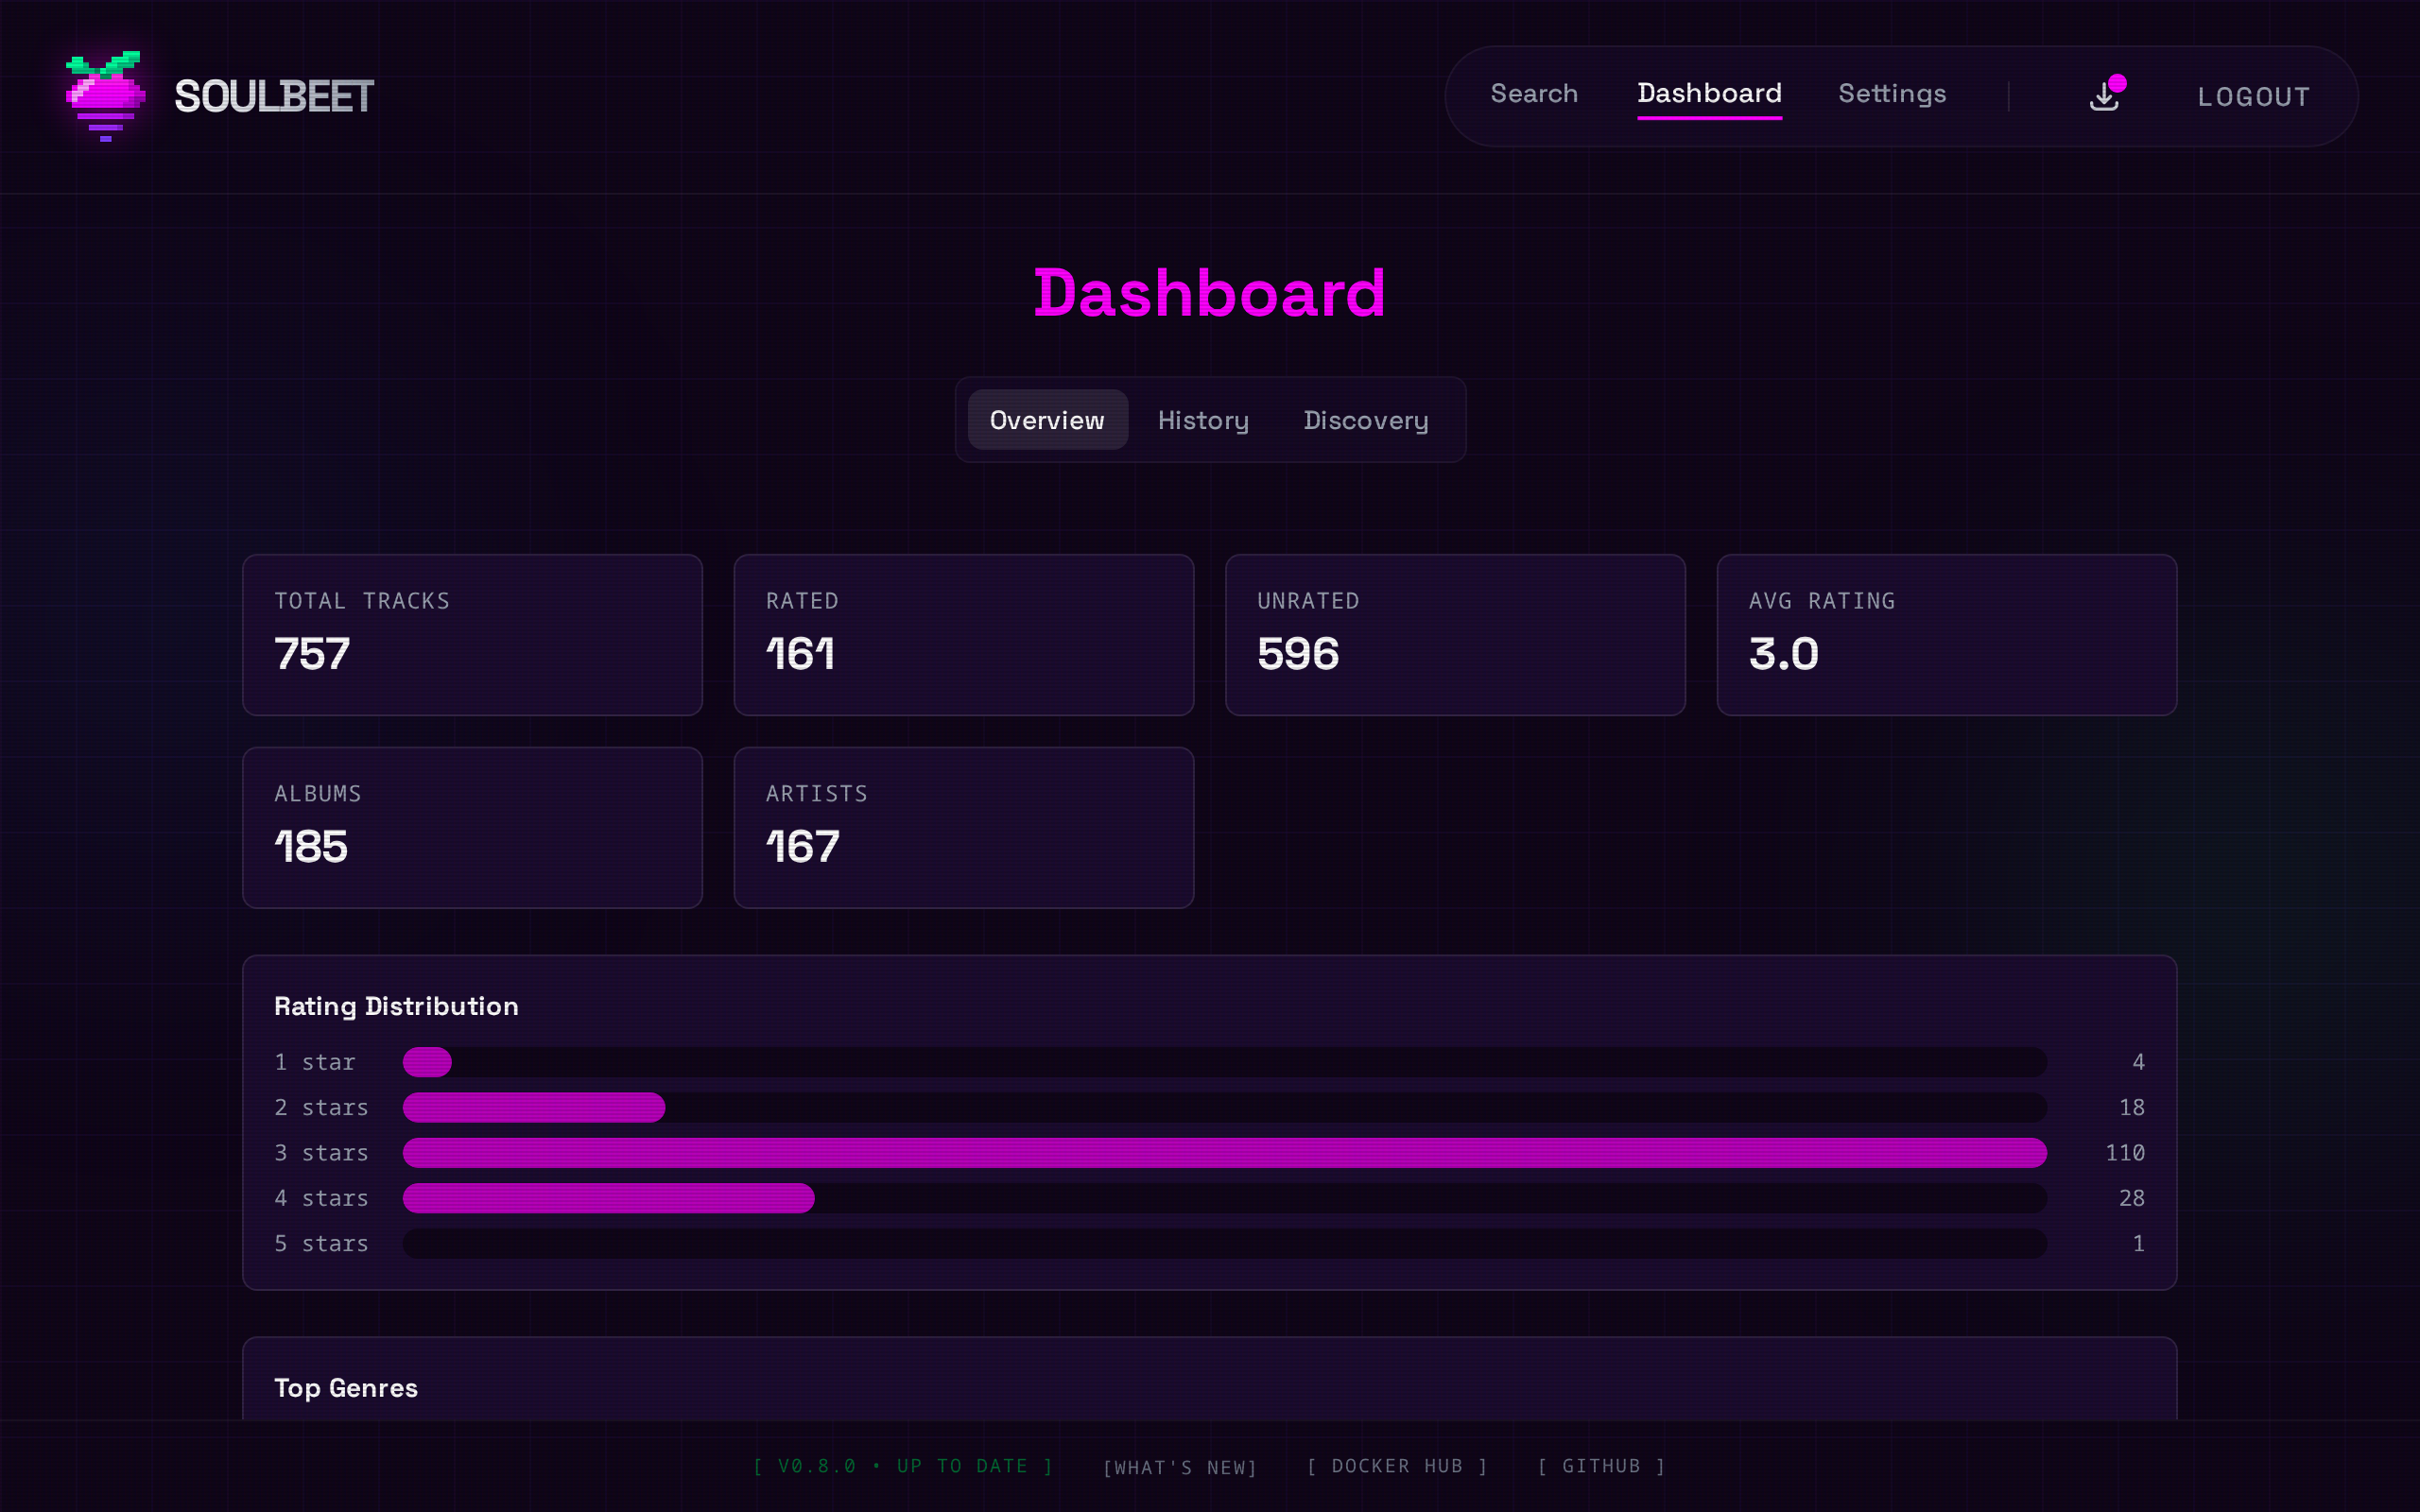 SOULBEET
Search Dashboard Settings LOGOUT
Dashboard
Overview History Discovery
TOTAL TRACKS
757
RATED
161
UNRATED
596
AVG RATING
3.0
ALBUMS
185
ARTISTS
167
Rating Distribution
1 star 4
2 stars 18
3 stars 110
4 stars 28
5 stars 1
Top Genres
[ V0.8.0 • UP TO DATE ] [WHAT'S NEW] [ DOCKER HUB ] [ GITHUB ]